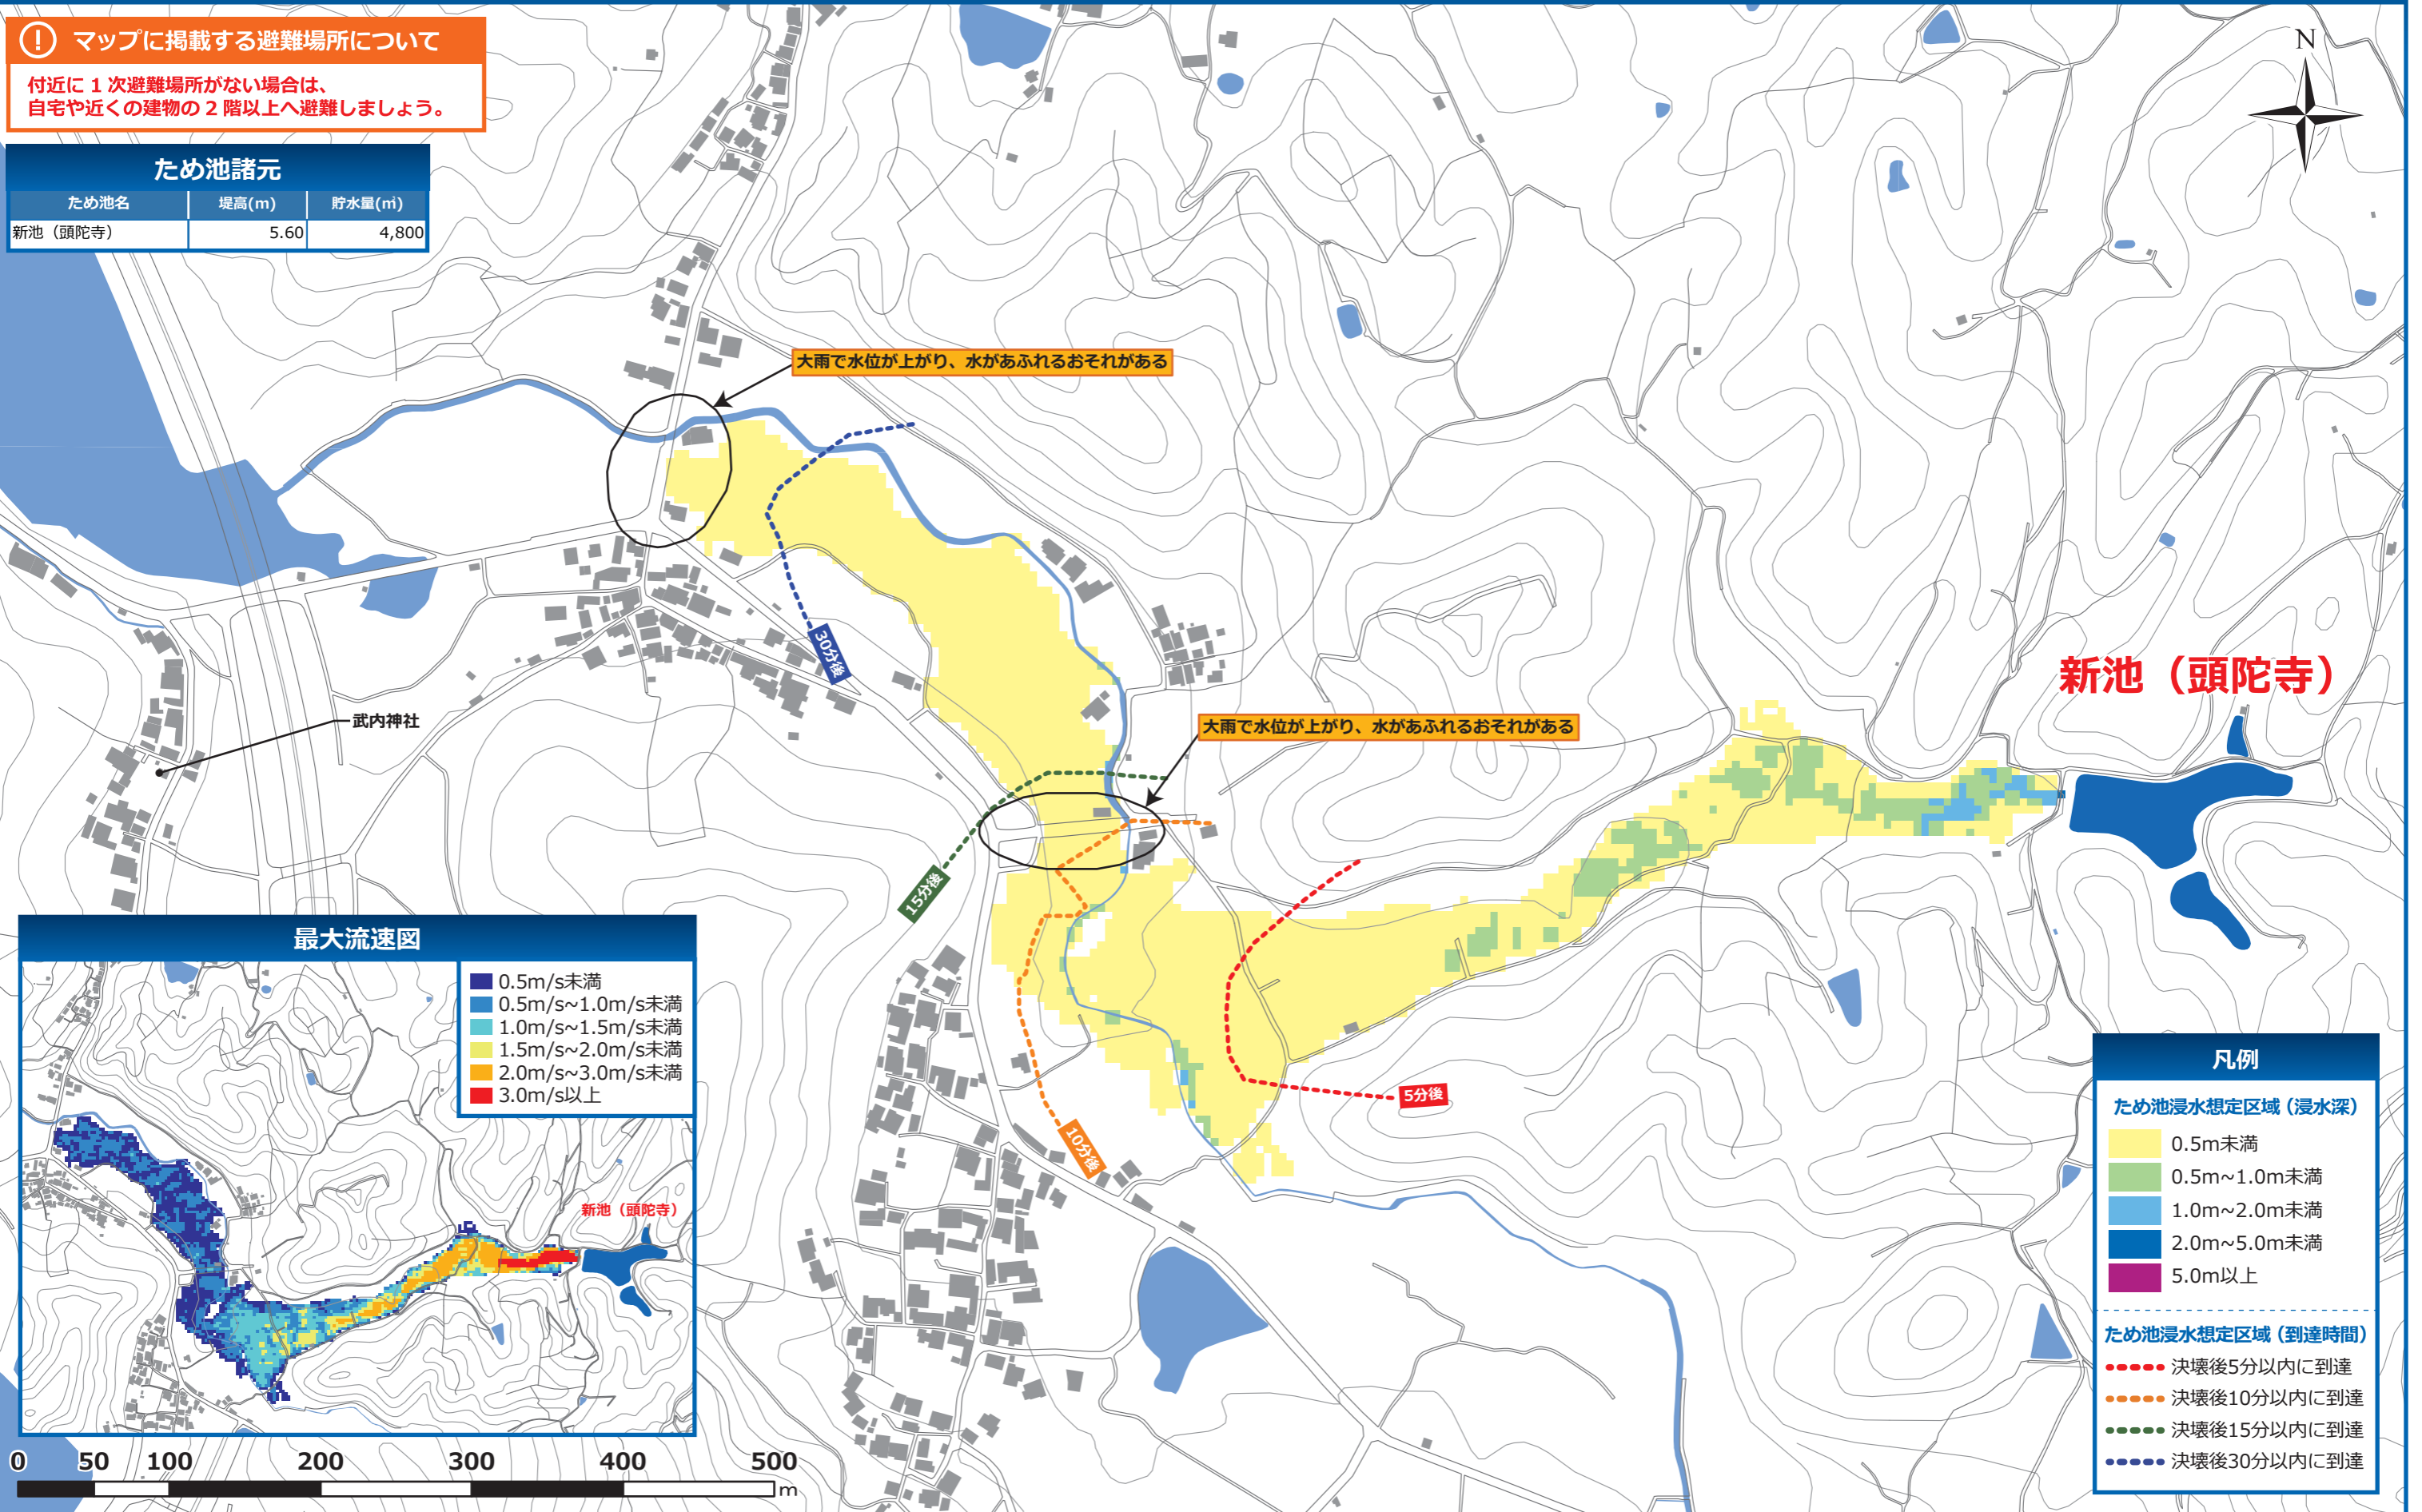 マップに掲載する避難場所について
付近に1次避難場所がない場合は、
自宅や近くの建物の2階以上へ避難しましょう。
ため池諸元
ため池名 堤高(m) 貯水量(㎥)
新池（頭陀寺） 5.60 4,800
N
大雨で水位が上がり、水があふれるおそれがある
30分後
新池（頭陀寺）
武内神社
大雨で水位が上がり、水があふれるおそれがある
15分後
5分後
10分後
最大流速図
0.5m/s未満
0.5m/s~1.0m/s未満
1.0m/s~1.5m/s未満
1.5m/s~2.0m/s未満
2.0m/s~3.0m/s未満
3.0m/s以上
新池（頭陀寺）
0 50 100 200 300 400 500
m
凡例
ため池浸水想定区域（浸水深）
0.5m未満
0.5m~1.0m未満
1.0m~2.0m未満
2.0m~5.0m未満
5.0m以上
ため池浸水想定区域（到達時間）
決壊後5分以内に到達
決壊後10分以内に到達
決壊後15分以内に到達
決壊後30分以内に到達